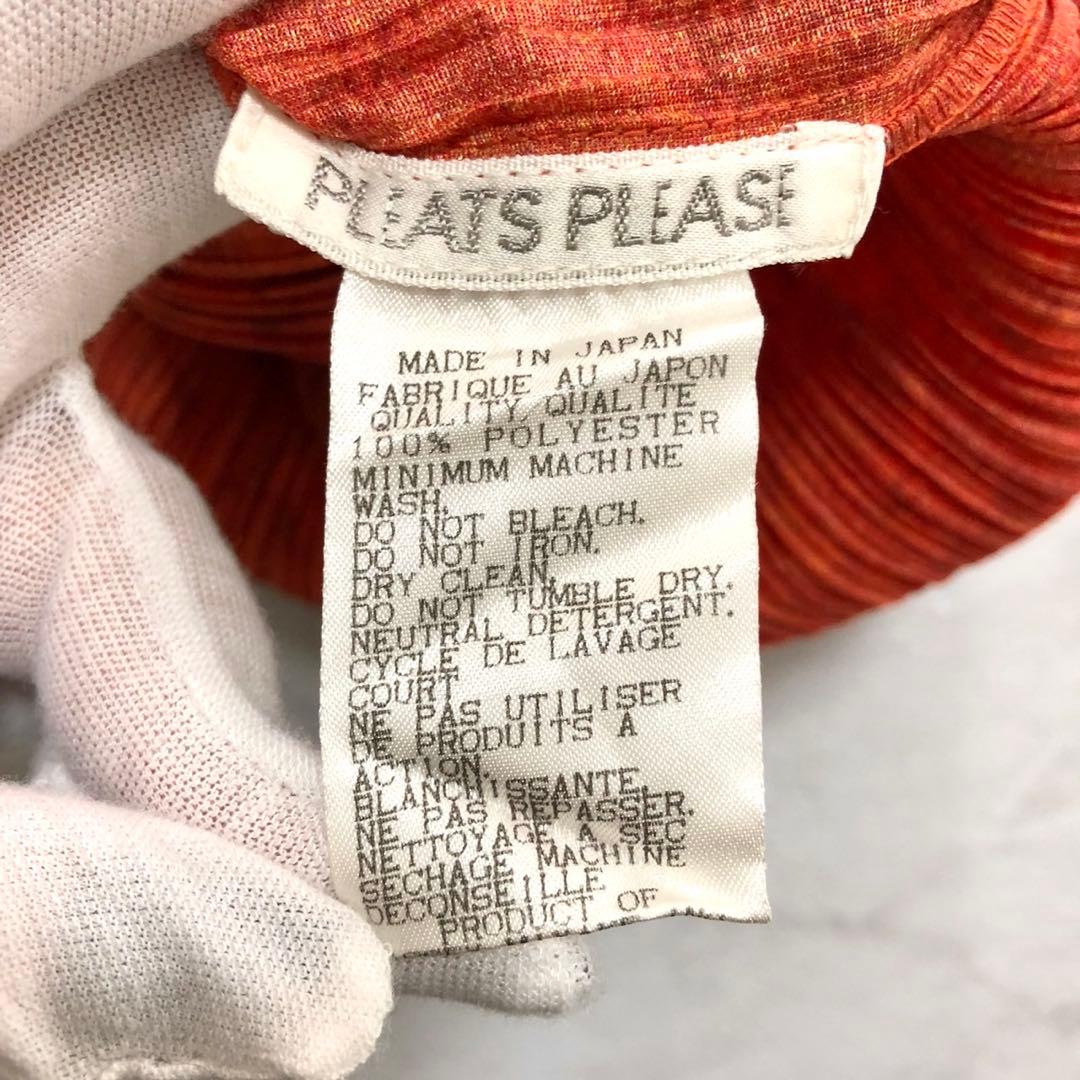 PLEATS PLEASE
MADE IN JAPAN
FABRIQUE AU JAPON
QUALITY QUALITE
100% POLYESTER
MINIMUM MACHINE
WASH.
DO NOT BLEACH.
DO NOT IRON.
DRY CLEAN.
DO NOT TUMBLE DRY.
NEUTRAL DETERGENT.
CYCLE DE LAVAGE
COURT
NE PAS UTILISER
DE PRODUITS A
ACTION.
BLANCHISSANTE.
NE PAS REPASSER.
NETTOYAGE A SEC
SECHAGE MACHINE
DECONSEILLE
PRODUCT OF